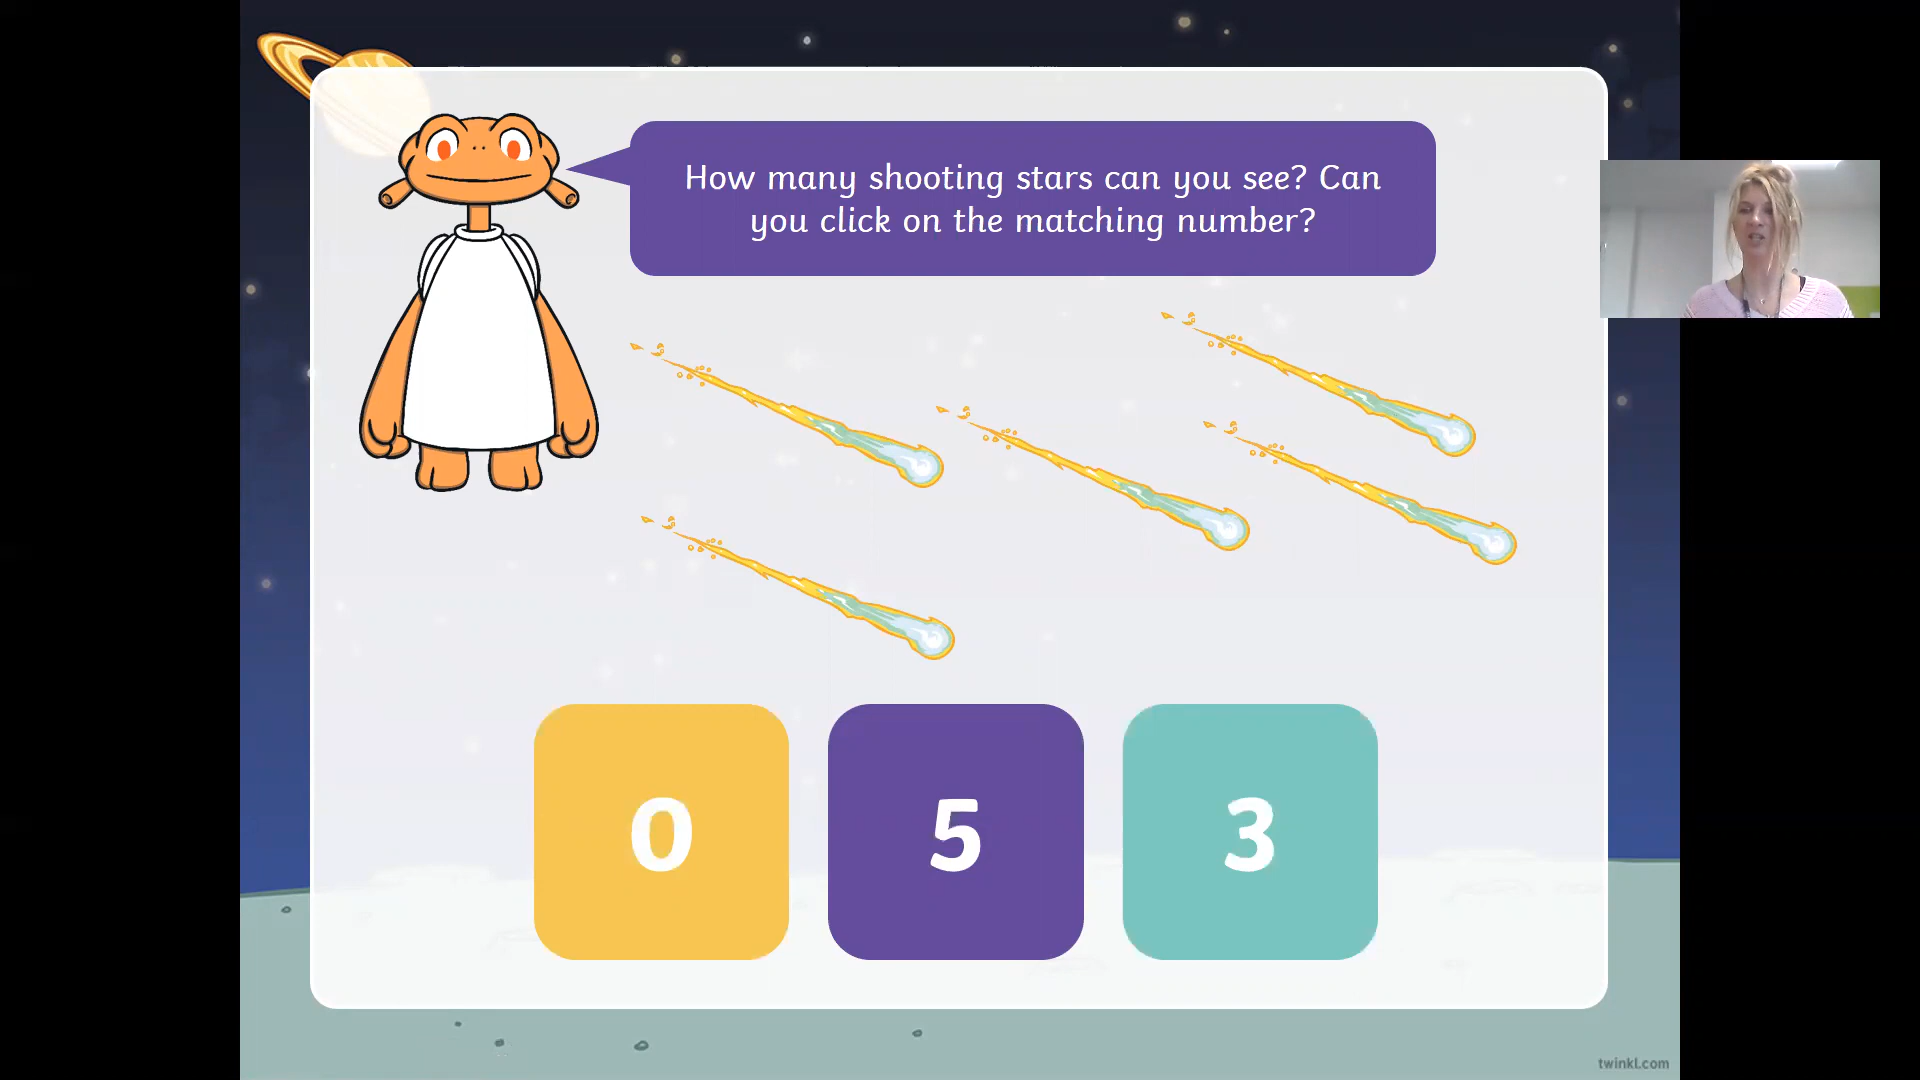 How many shooting stars can you see? Can
you click on the matching number?
0
5
3
twinkl.com